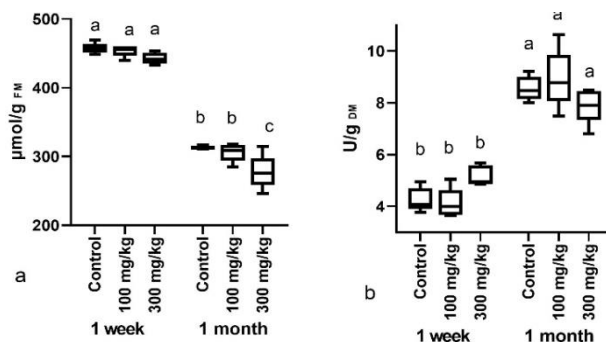 500
400
300
200
µmol/g FM
a a a
b b c
Control
100 mg/kg
300 mg/kg
Control
100 mg/kg
300 mg/kg
1 week 1 month
a
10
8
6
4
U/g DM
a a a
b b b
Control
100 mg/kg
300 mg/kg
Control
100 mg/kg
300 mg/kg
1 week 1 month
b